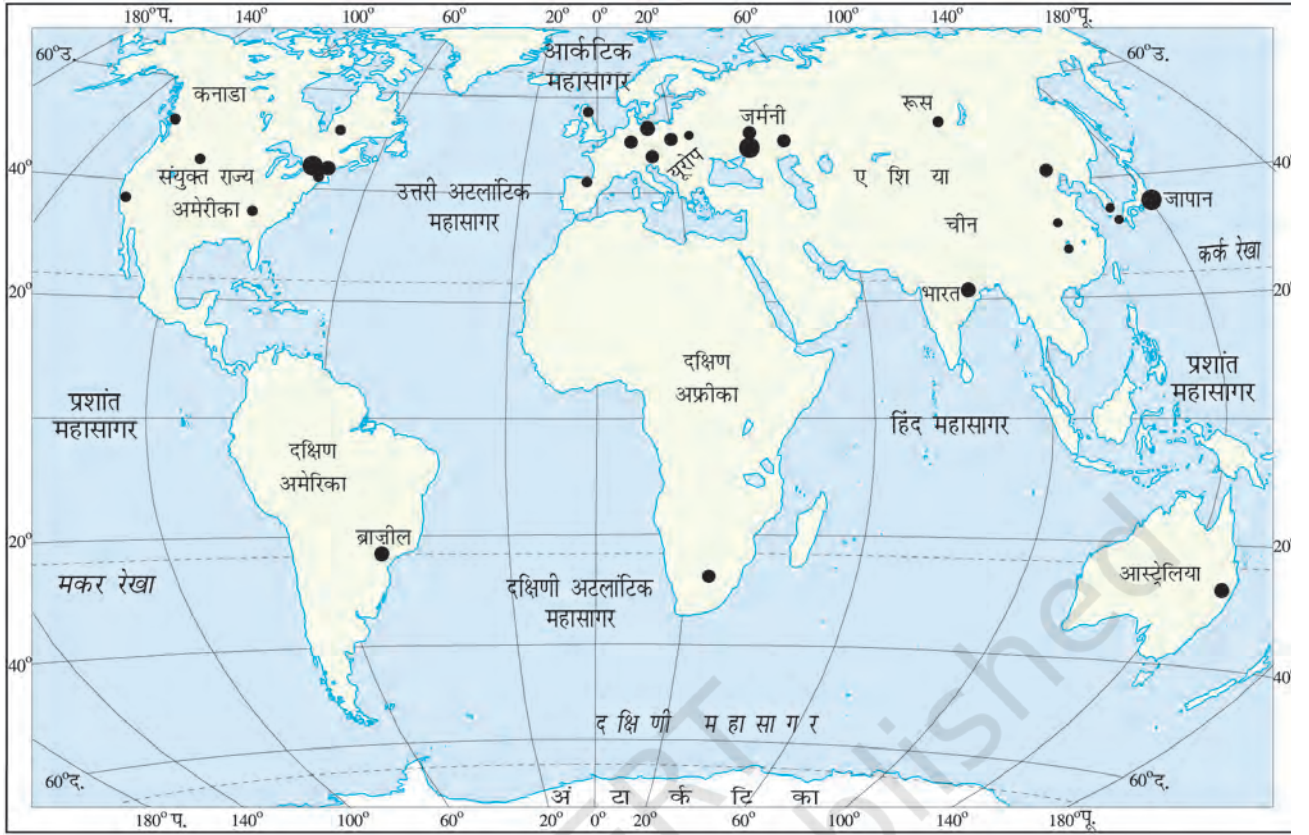 180°प. 140° 100° 60° 20° 0° 20° 60° 100° 140° 180°पू.
60°उ. 60°उ.
आर्कटिक
महासागर
कनाडा
रूस
जर्मनी
40° 40°
संयुक्त राज्य
अमेरीका
उत्तरी अटलांटिक
महासागर
यूरोप
ए शि या
जापान
चीन
कर्क रेखा
20° 20°
भारत
दक्षिण
अफ्रीका
प्रशांत
महासागर
प्रशांत
महासागर
हिंद महासागर
दक्षिण
अमेरिका
ब्राज़ील
20° 20°
मकर रेखा
दक्षिणी अटलांटिक
महासागर
आस्ट्रेलिया
40° 40°
द क्षि णी म हा सा ग र
60°द. 60°द.
अं टा र्क टि का
180°प. 140° 100° 60° 20° 0° 20° 60° 100° 140° 180°पू.